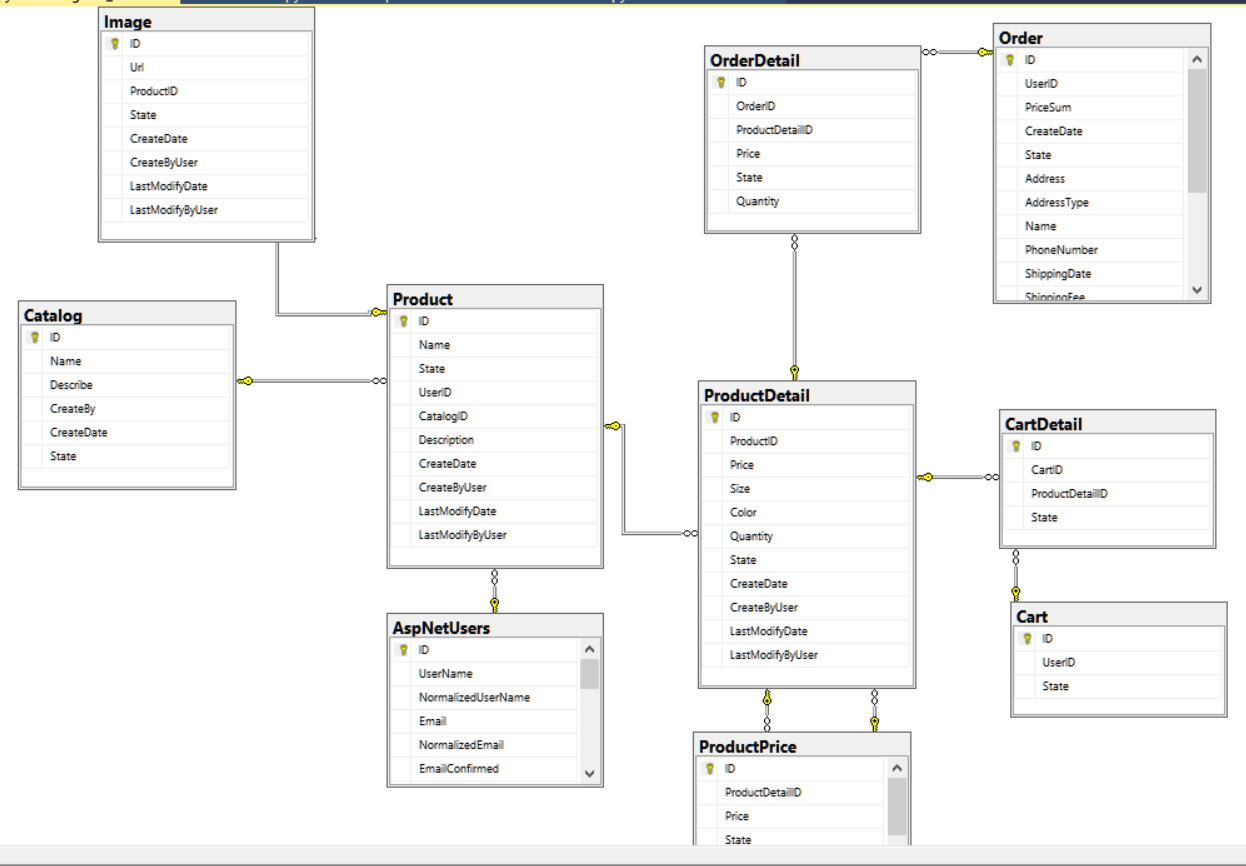 Image
ID
Url
ProductID
State
CreateDate
CreateByUser
LastModifyDate
LastModifyByUser
OrderDetail
ID
OrderID
ProductDetailID
Price
State
Quantity
Order
ID
UserID
PriceSum
CreateDate
State
Address
AddressType
Name
PhoneNumber
ShippingDate
ShippingFee
Catalog
ID
Name
Describe
CreateBy
CreateDate
State
Product
ID
Name
State
UserID
CatalogID
Description
CreateDate
CreateByUser
LastModifyDate
LastModifyByUser
ProductDetail
ID
ProductID
Price
Size
Color
Quantity
State
CreateDate
CreateByUser
LastModifyDate
LastModifyByUser
CartDetail
ID
CartID
ProductDetailID
State
Cart
ID
UserID
State
AspNetUsers
ID
UserName
NormalizedUserName
Email
NormalizedEmail
EmailConfirmed
ProductPrice
ID
ProductDetailID
Price
State